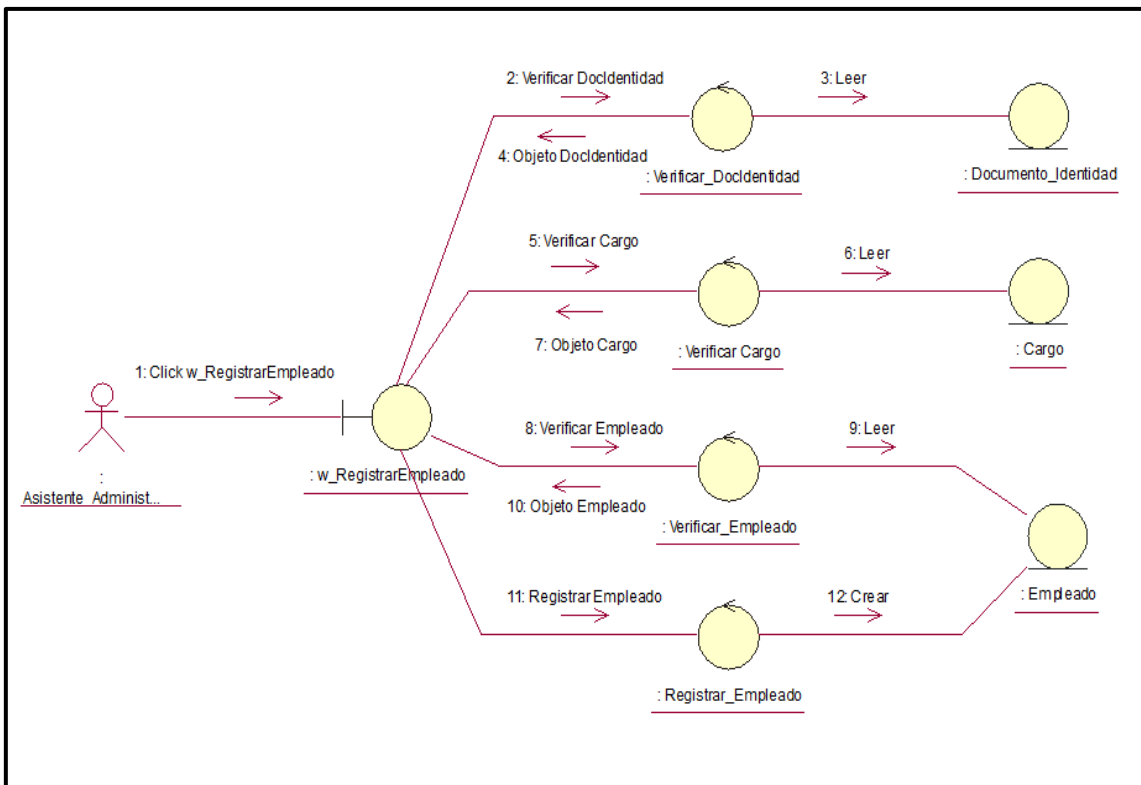 2: Verificar DocIdentidad
3: Leer
4: Objeto DocIdentidad
: Verificar_DocIdentidad
: Documento_Identidad
5: Verificar Cargo
6: Leer
7: Objeto Cargo
: Verificar Cargo
: Cargo
1: Click w_RegistrarEmpleado
:
Asistente_Administ...
: w_RegistrarEmpleado
8: Verificar Empleado
9: Leer
10: Objeto Empleado
: Verificar_Empleado
: Empleado
11: Registrar Empleado
12: Crear
: Registrar_Empleado